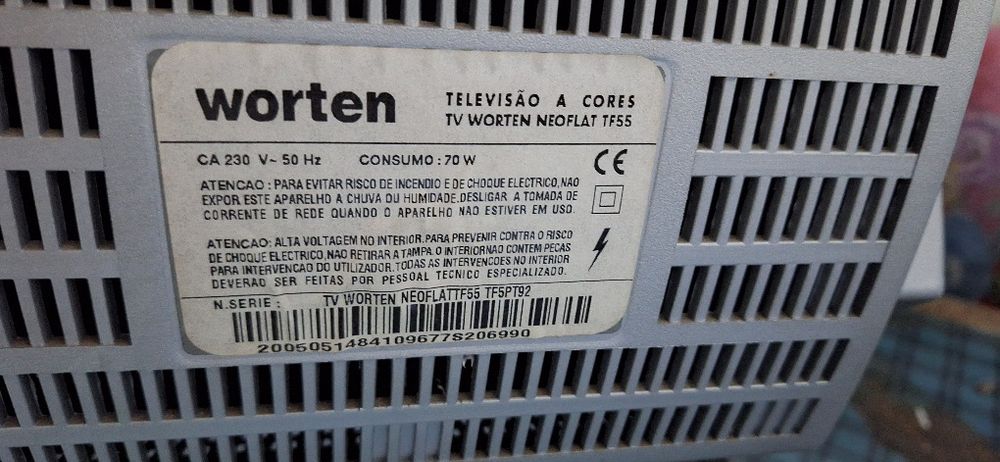 worten
TELEVISÃO A CORES
TV WORTEN NEOFLAT TF55
CA 230 V~ 50 Hz CONSUMO : 70 W
CE
ATENCAO : PARA EVITAR RISCO DE INCENDIO E DE CHOQUE ELECTRICO,NAO
EXPOR ESTE APARELHO A CHUVA OU HUMIDADE.DESLIGAR A TOMADA DE
CORRENTE DE REDE QUANDO O APARELHO NAO ESTIVER EM USO.
ATENCAO: ALTA VOLTAGEM NO INTERIOR.PARA PREVENIR CONTRA O RISCO
DE CHOQUE ELECTRICO,NAO RETIRAR A TAMPA. O INTERIORNAO CONTEM PECAS
PARA INTERVENCAO DO UTILIZADOR.TODAS AS INTERVENCOES NO INTERIOR
DEVERAO SER FEITAS POR PESSOAL TECNICO ESPECIALIZADO.
N.SERIE : TV WORTEN NEOFLATTF55 TF5PT92
2005051484109677S206990